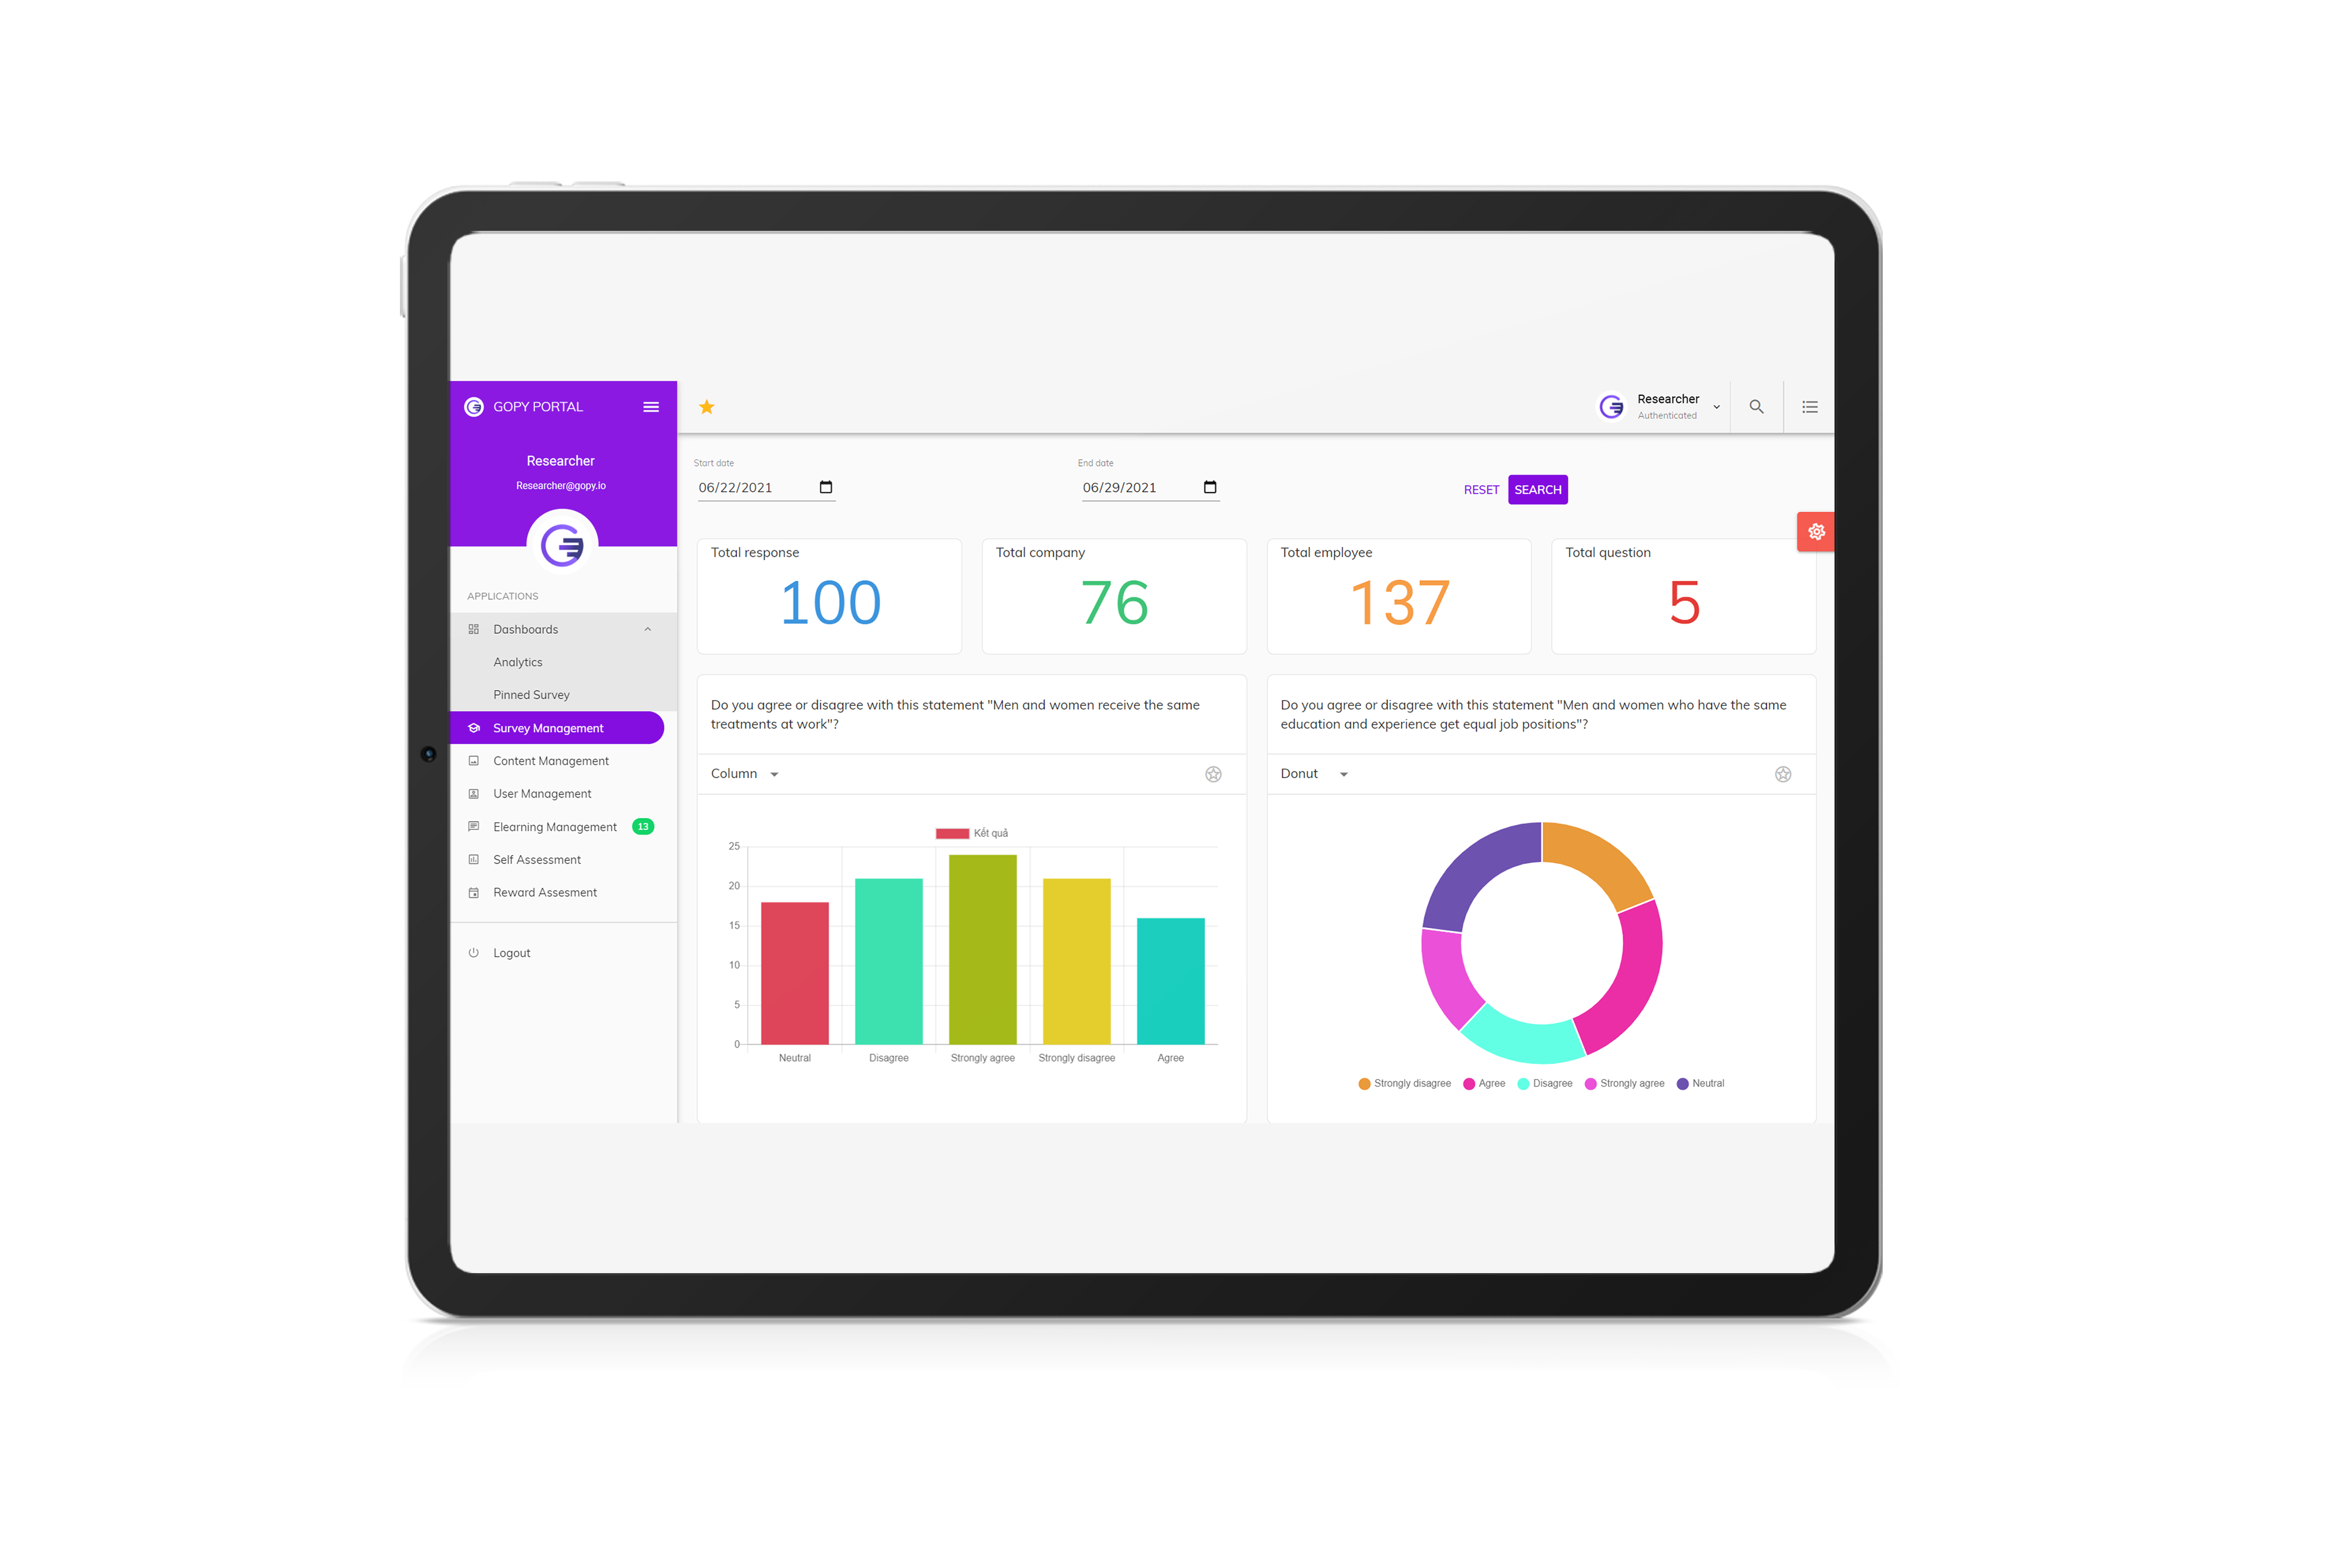 GOPY PORTAL
Researcher
Authenticated
Researcher
Researcher@gopy.io
APPLICATIONS
Dashboards
Analytics
Pinned Survey
Survey Management
Content Management
User Management
Elearning Management 13
Self Assessment
Reward Assesment
Logout
Start date
06/22/2021
End date
06/29/2021
RESET SEARCH
Total response
100
Total company
76
Total employee
137
Total question
5
Do you agree or disagree with this statement "Men and women receive the same
treatments at work"?
Column
Kết quả
25
20
15
10
5
0
Neutral Disagree Strongly agree Strongly disagree Agree
Do you agree or disagree with this statement "Men and women who have the same
education and experience get equal job positions"?
Donut
Strongly disagree Agree Disagree Strongly agree Neutral